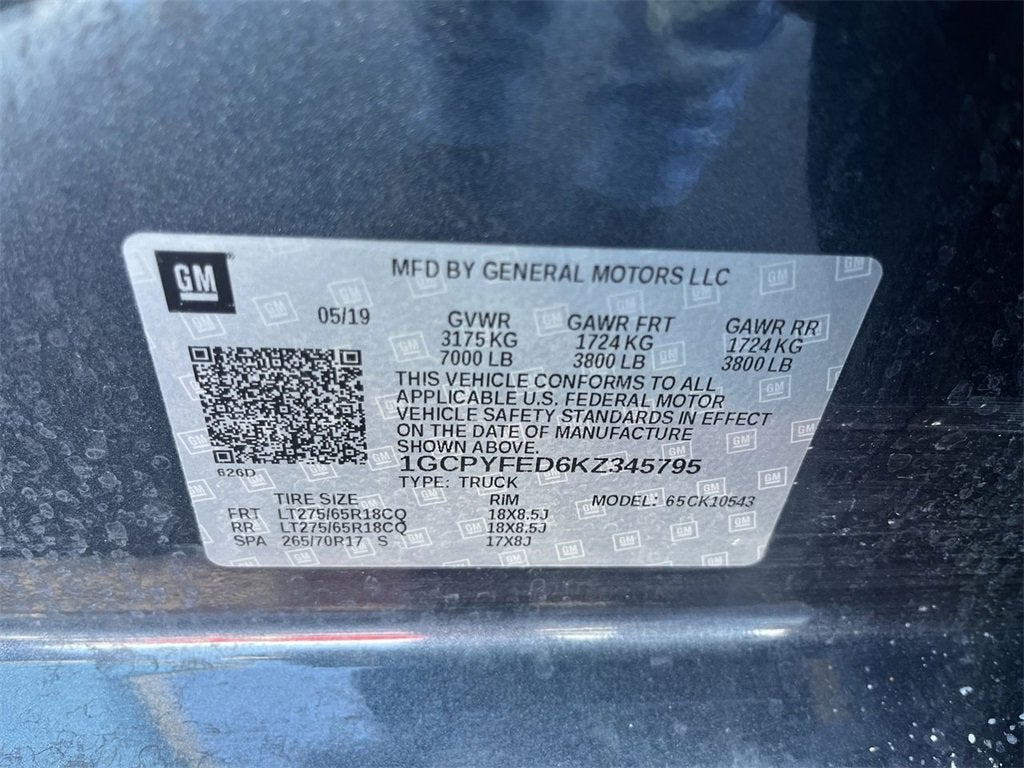 GM
MFD BY GENERAL MOTORS LLC
05/19 GVWR GAWR FRT GAWR RR
3175 KG 1724 KG 1724 KG
7000 LB 3800 LB 3800 LB
THIS VEHICLE CONFORMS TO ALL
APPLICABLE U.S. FEDERAL MOTOR
VEHICLE SAFETY STANDARDS IN EFFECT
ON THE DATE OF MANUFACTURE
SHOWN ABOVE.
626D
1GCPYFED6KZ345795
TYPE: TRUCK
TIRE SIZE RIM MODEL: 65CK10543
FRT LT275/65R18CQ 18X8.5J
RR LT275/65R18CQ 18X8.5J
SPA 265/70R17 S 17X8J